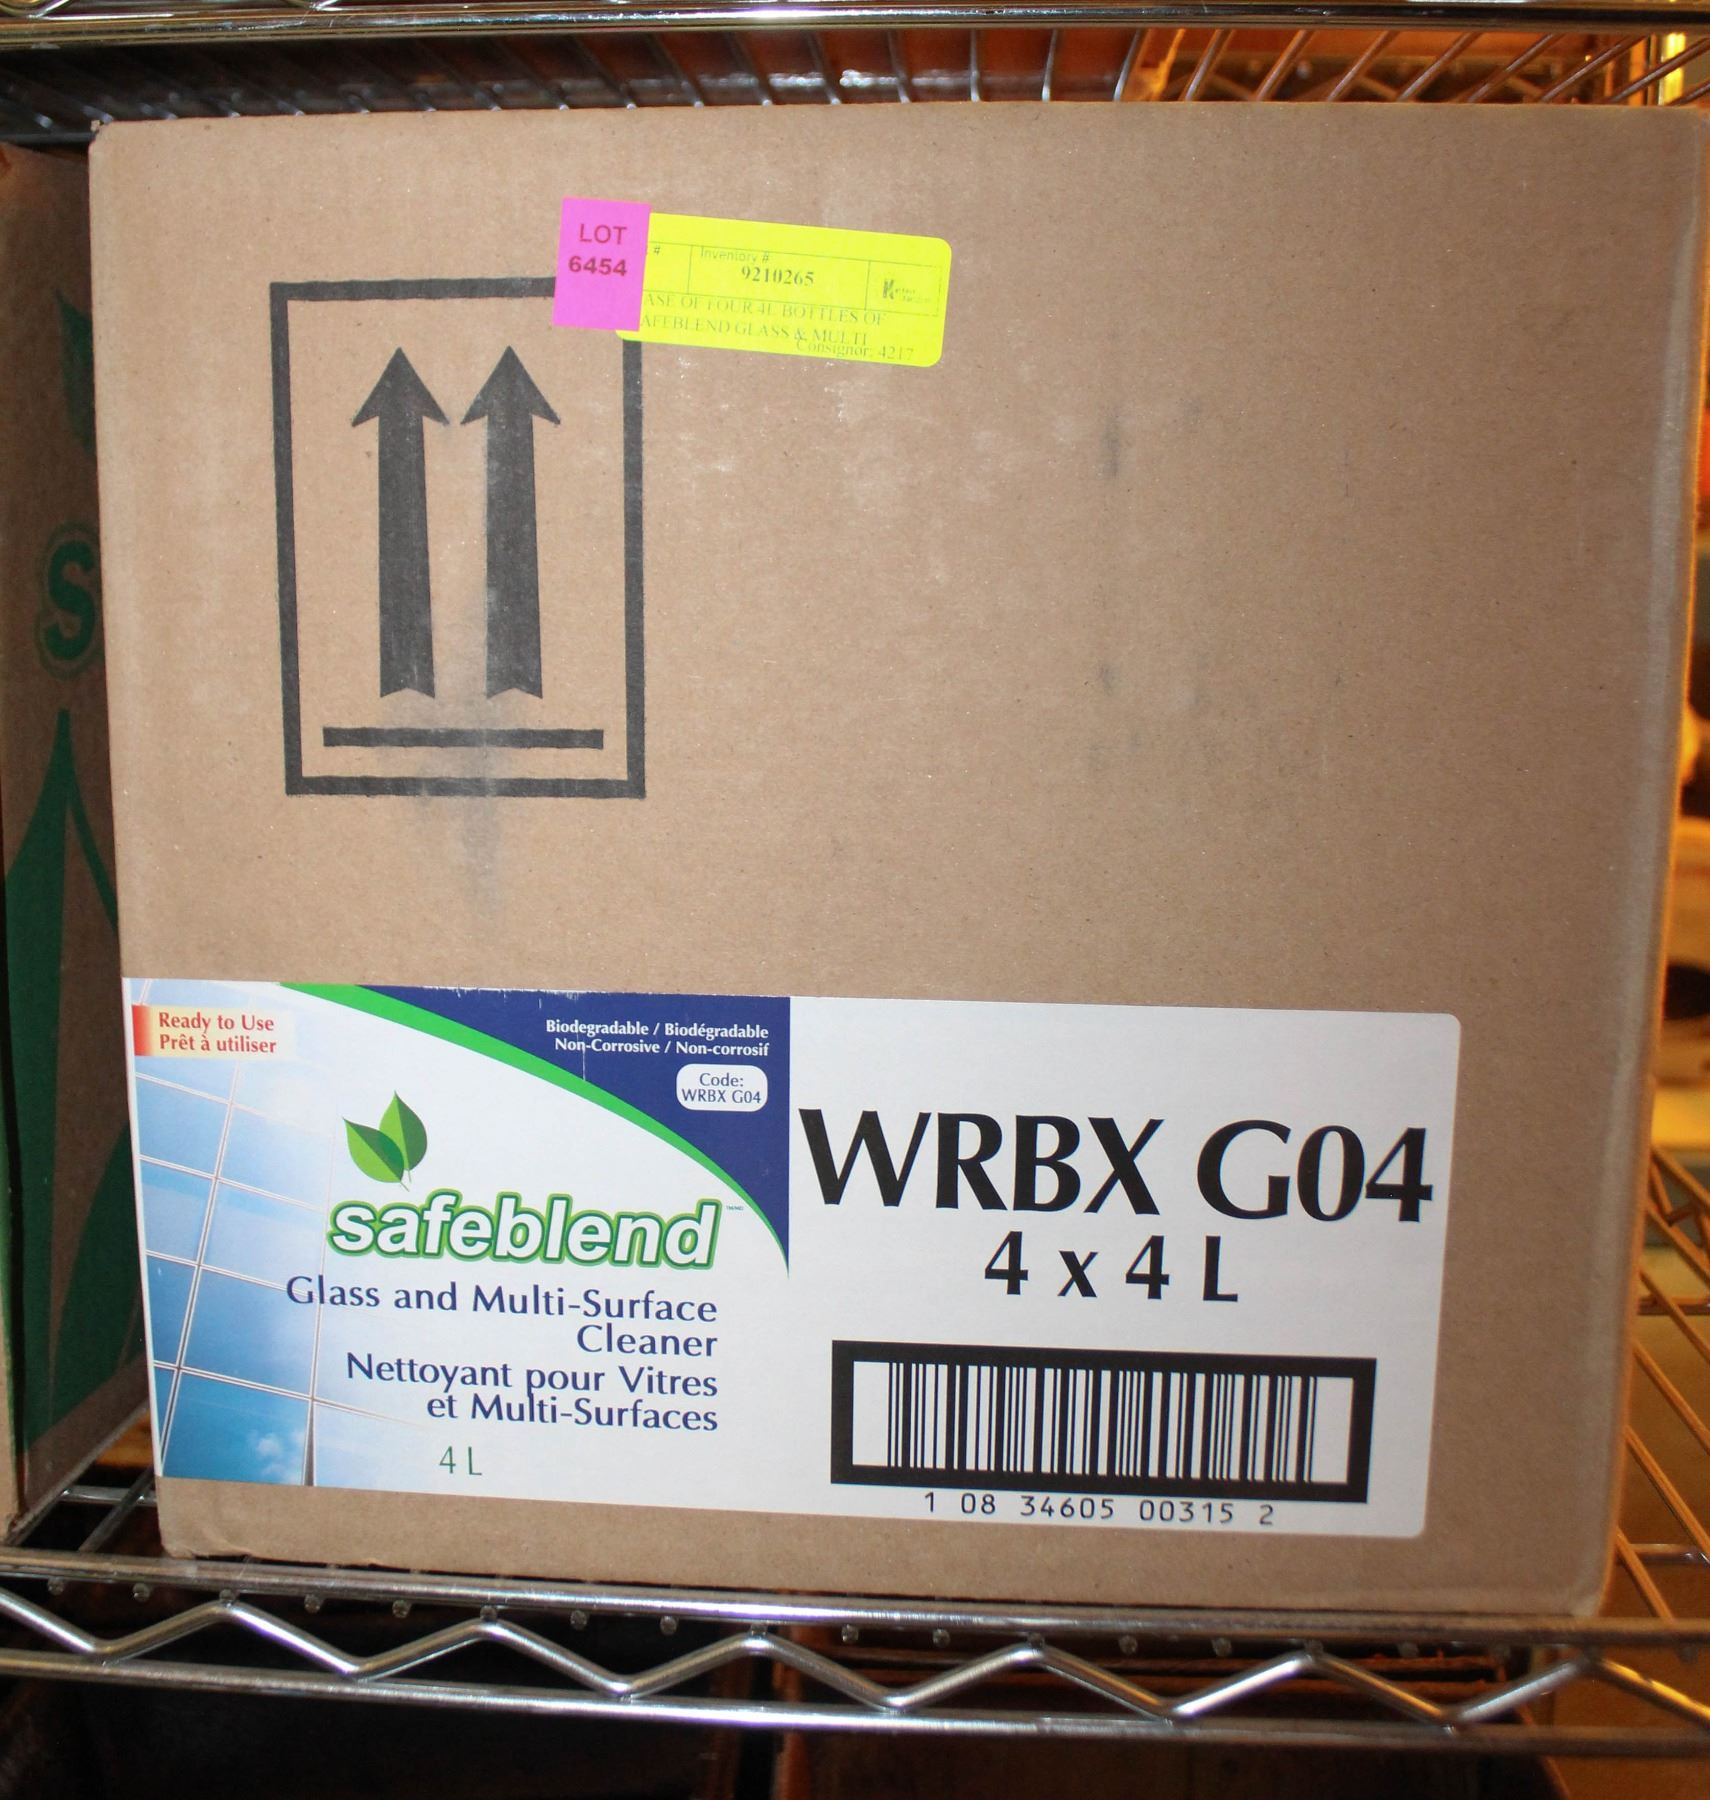 LOT
6454
#
Inventory #
9210265
ASE OF FOUR 4L BOTTLES OF
AFEBLEND GLASS & MULTI
Consignor: 4217
S
Ready to Use
Prêt à utiliser
Biodegradable / Biodégradable
Non-Corrosive / Non-corrosif
Code:
WRBX G04
safeblend
Glass and Multi-Surface
Cleaner
Nettoyant pour Vitres
et Multi-Surfaces
4 L
WRBX G04
4 x 4 L
1 08 34605 00315 2